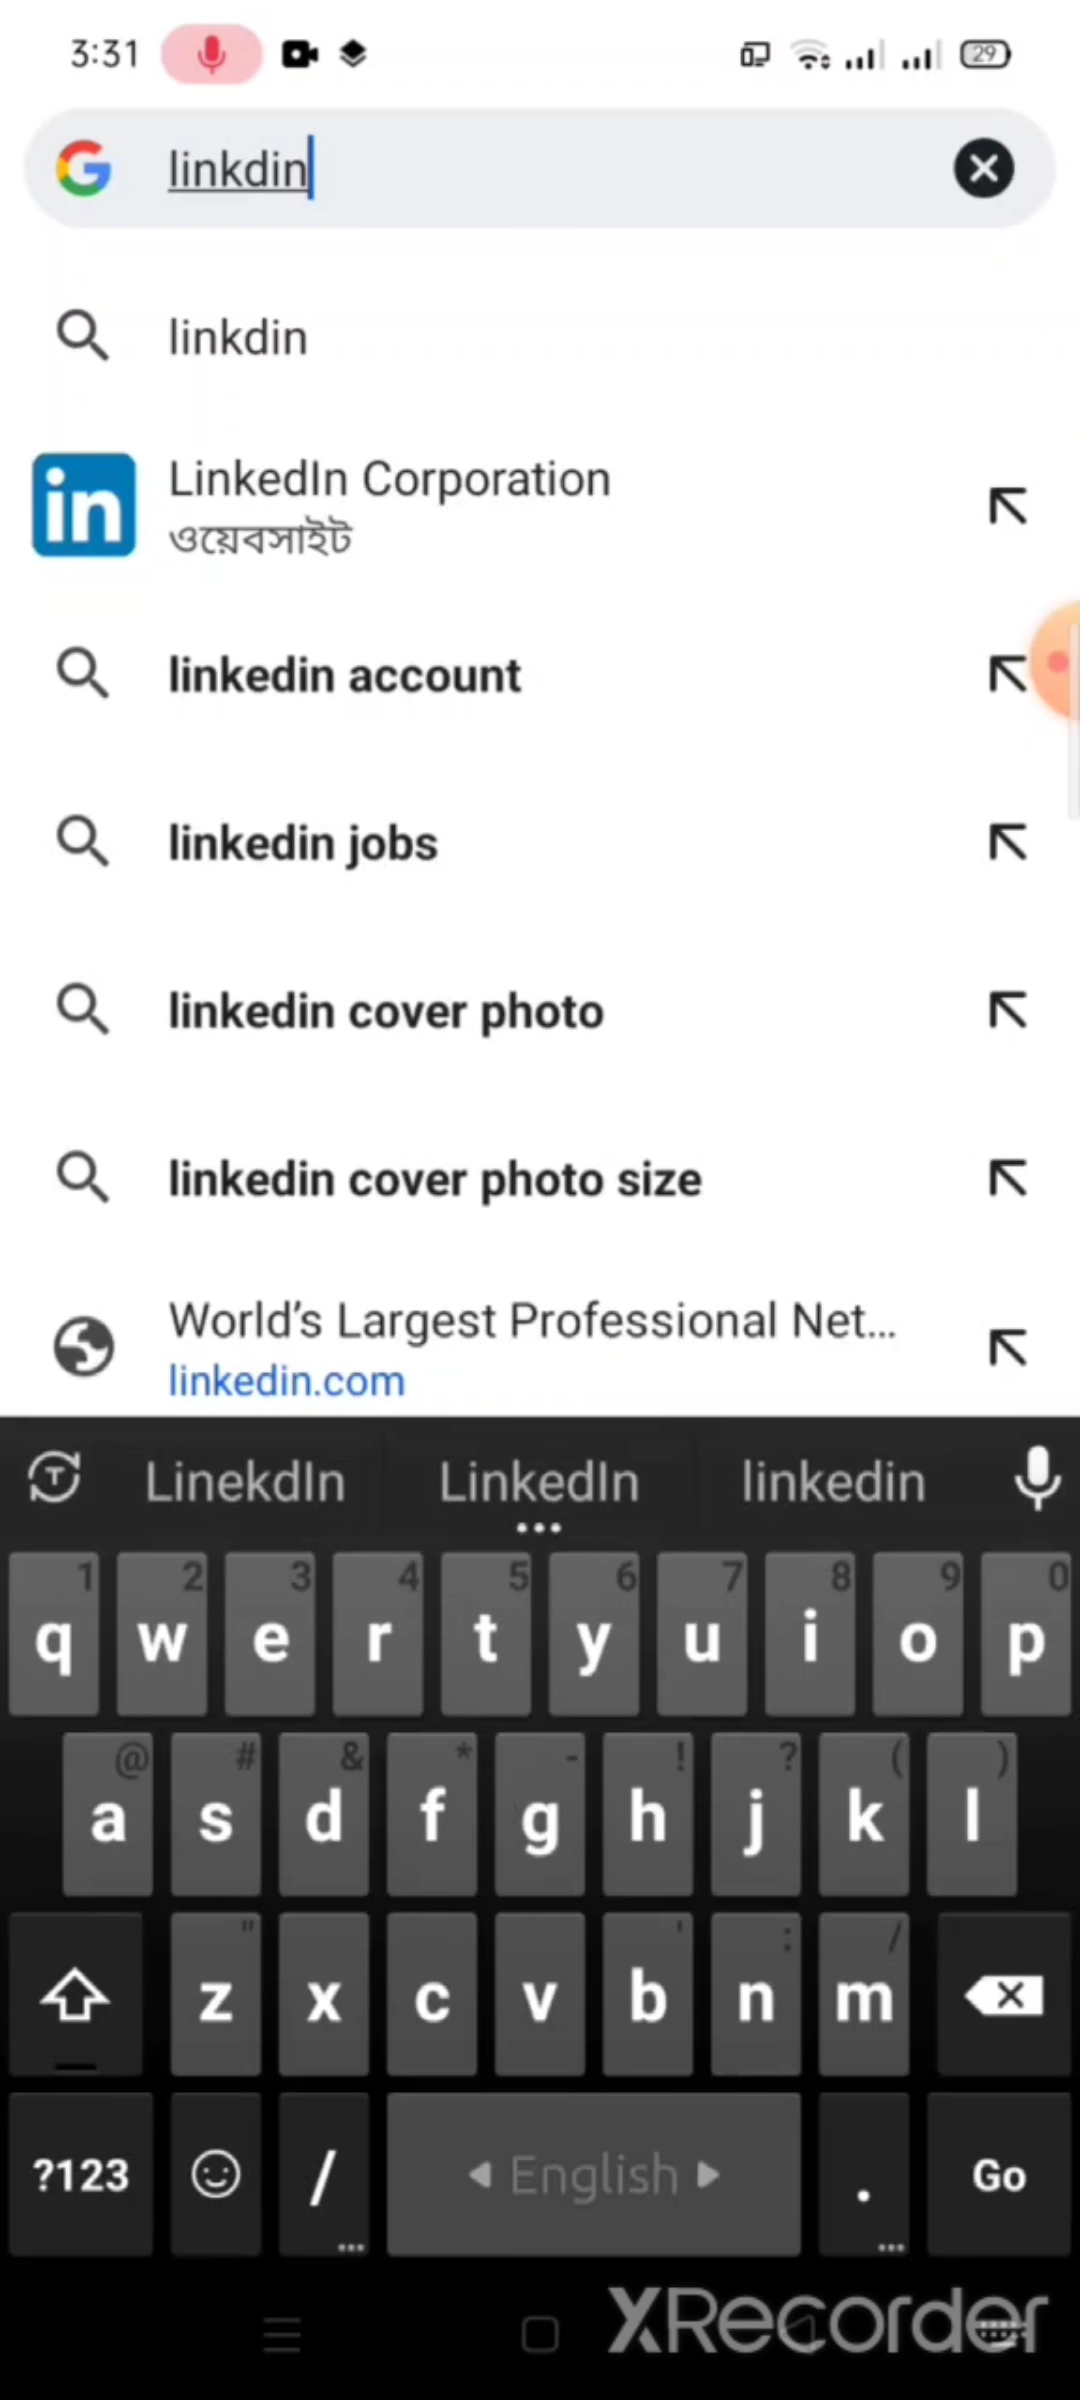 3:31
29
linkdin
linkdin
LinkedIn Corporation
in
ওয়েবসাইট
linkedin account
linkedin jobs
linkedin cover photo
linkedin cover photo size
World’s Largest Professional Net...
linkedin.com
LinekdIn LinkedIn linkedin
1 2 3 4 5 6 7 8 9 0
q w e r t y u i o p
@ # & * - ! ? ( )
a s d f g h j k l
" ' : /
z x c v b n m
?123 / English . Go
XRecorder